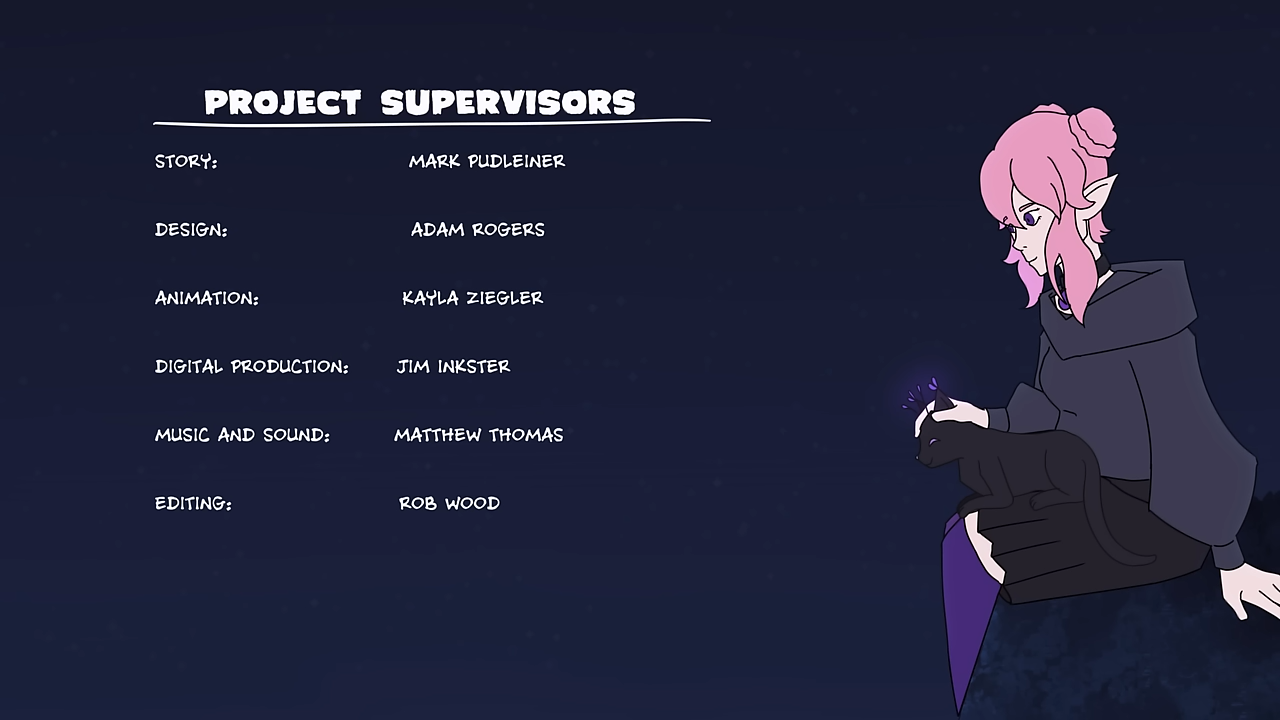 PROJECT SUPERVISORS
STORY: MARK PUDLEINER
DESIGN: ADAM ROGERS
ANIMATION: KAYLA ZIEGLER
DIGITAL PRODUCTION: JIM INKSTER
MUSIC AND SOUND: MATTHEW THOMAS
EDITING: ROB WOOD